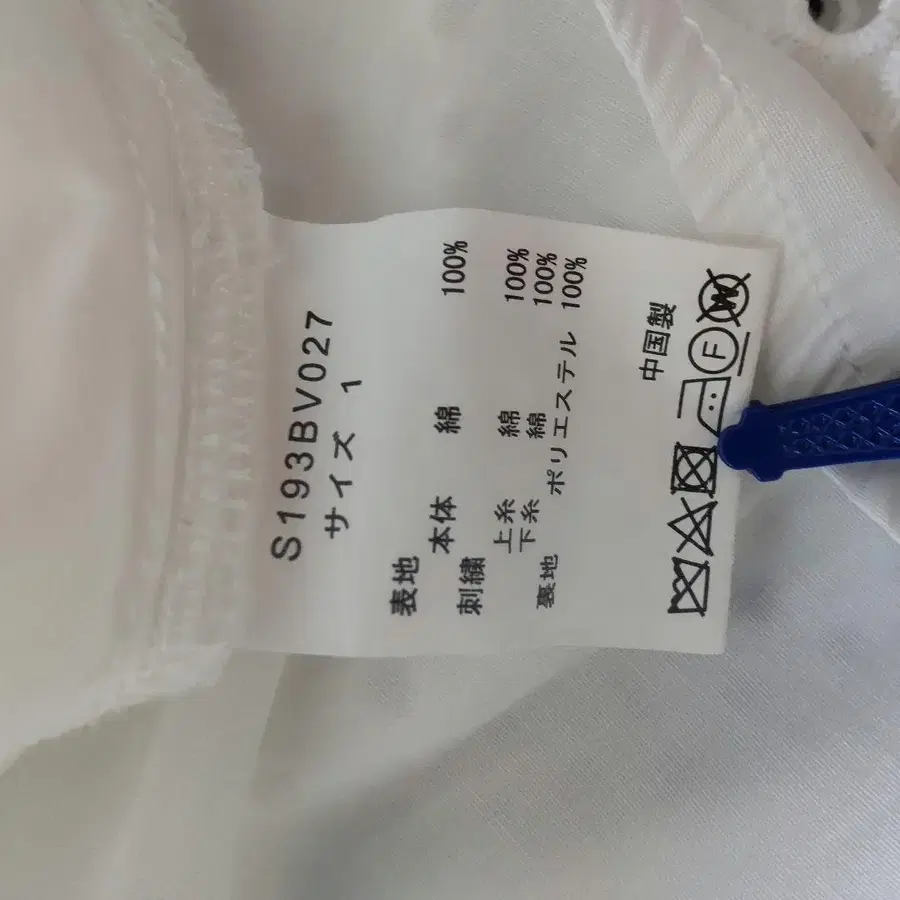 S193BV027
サイズ 1
表地
本体 綿 100%
刺繍
上糸 綿 100%
下糸 綿 100%
裏地 ポリエステル 100%
中国製
F
W